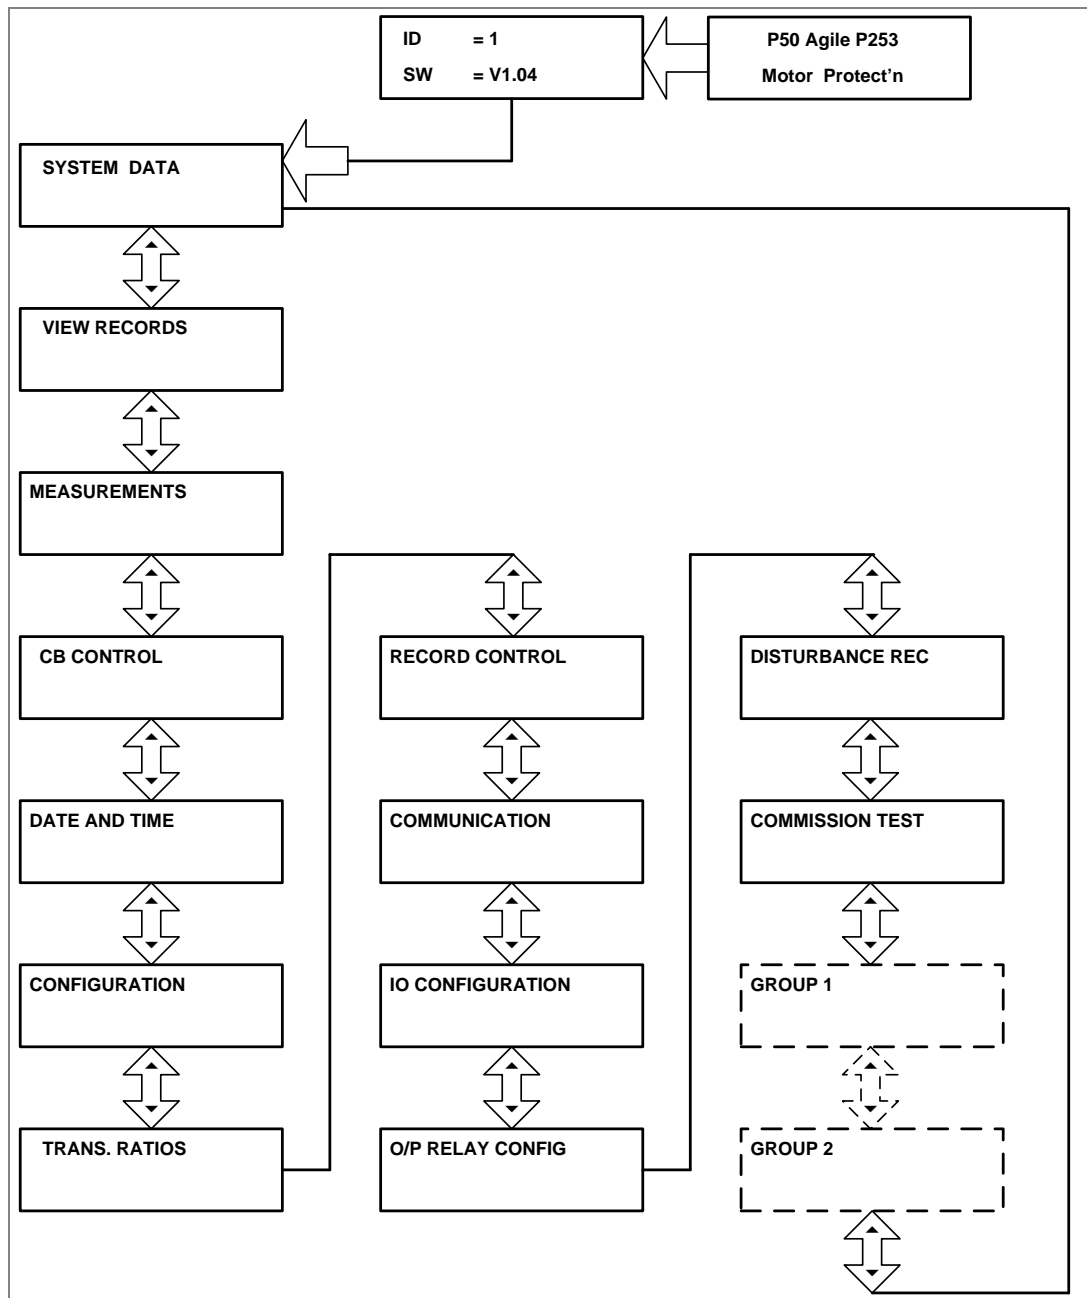 ID = 1
SW = V1.04
P50 Agile P253
Motor Protect'n
SYSTEM DATA
VIEW RECORDS
MEASUREMENTS
CB CONTROL
RECORD CONTROL
DISTURBANCE REC
DATE AND TIME
COMMUNICATION
COMMISSION TEST
CONFIGURATION
IO CONFIGURATION
GROUP 1
TRANS. RATIOS
O/P RELAY CONFIG
GROUP 2